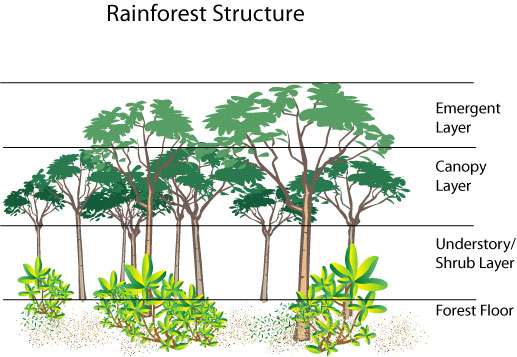 Rainforest Structure
Emergent
Layer
Canopy
Layer
Understory/
Shrub Layer
Forest Floor